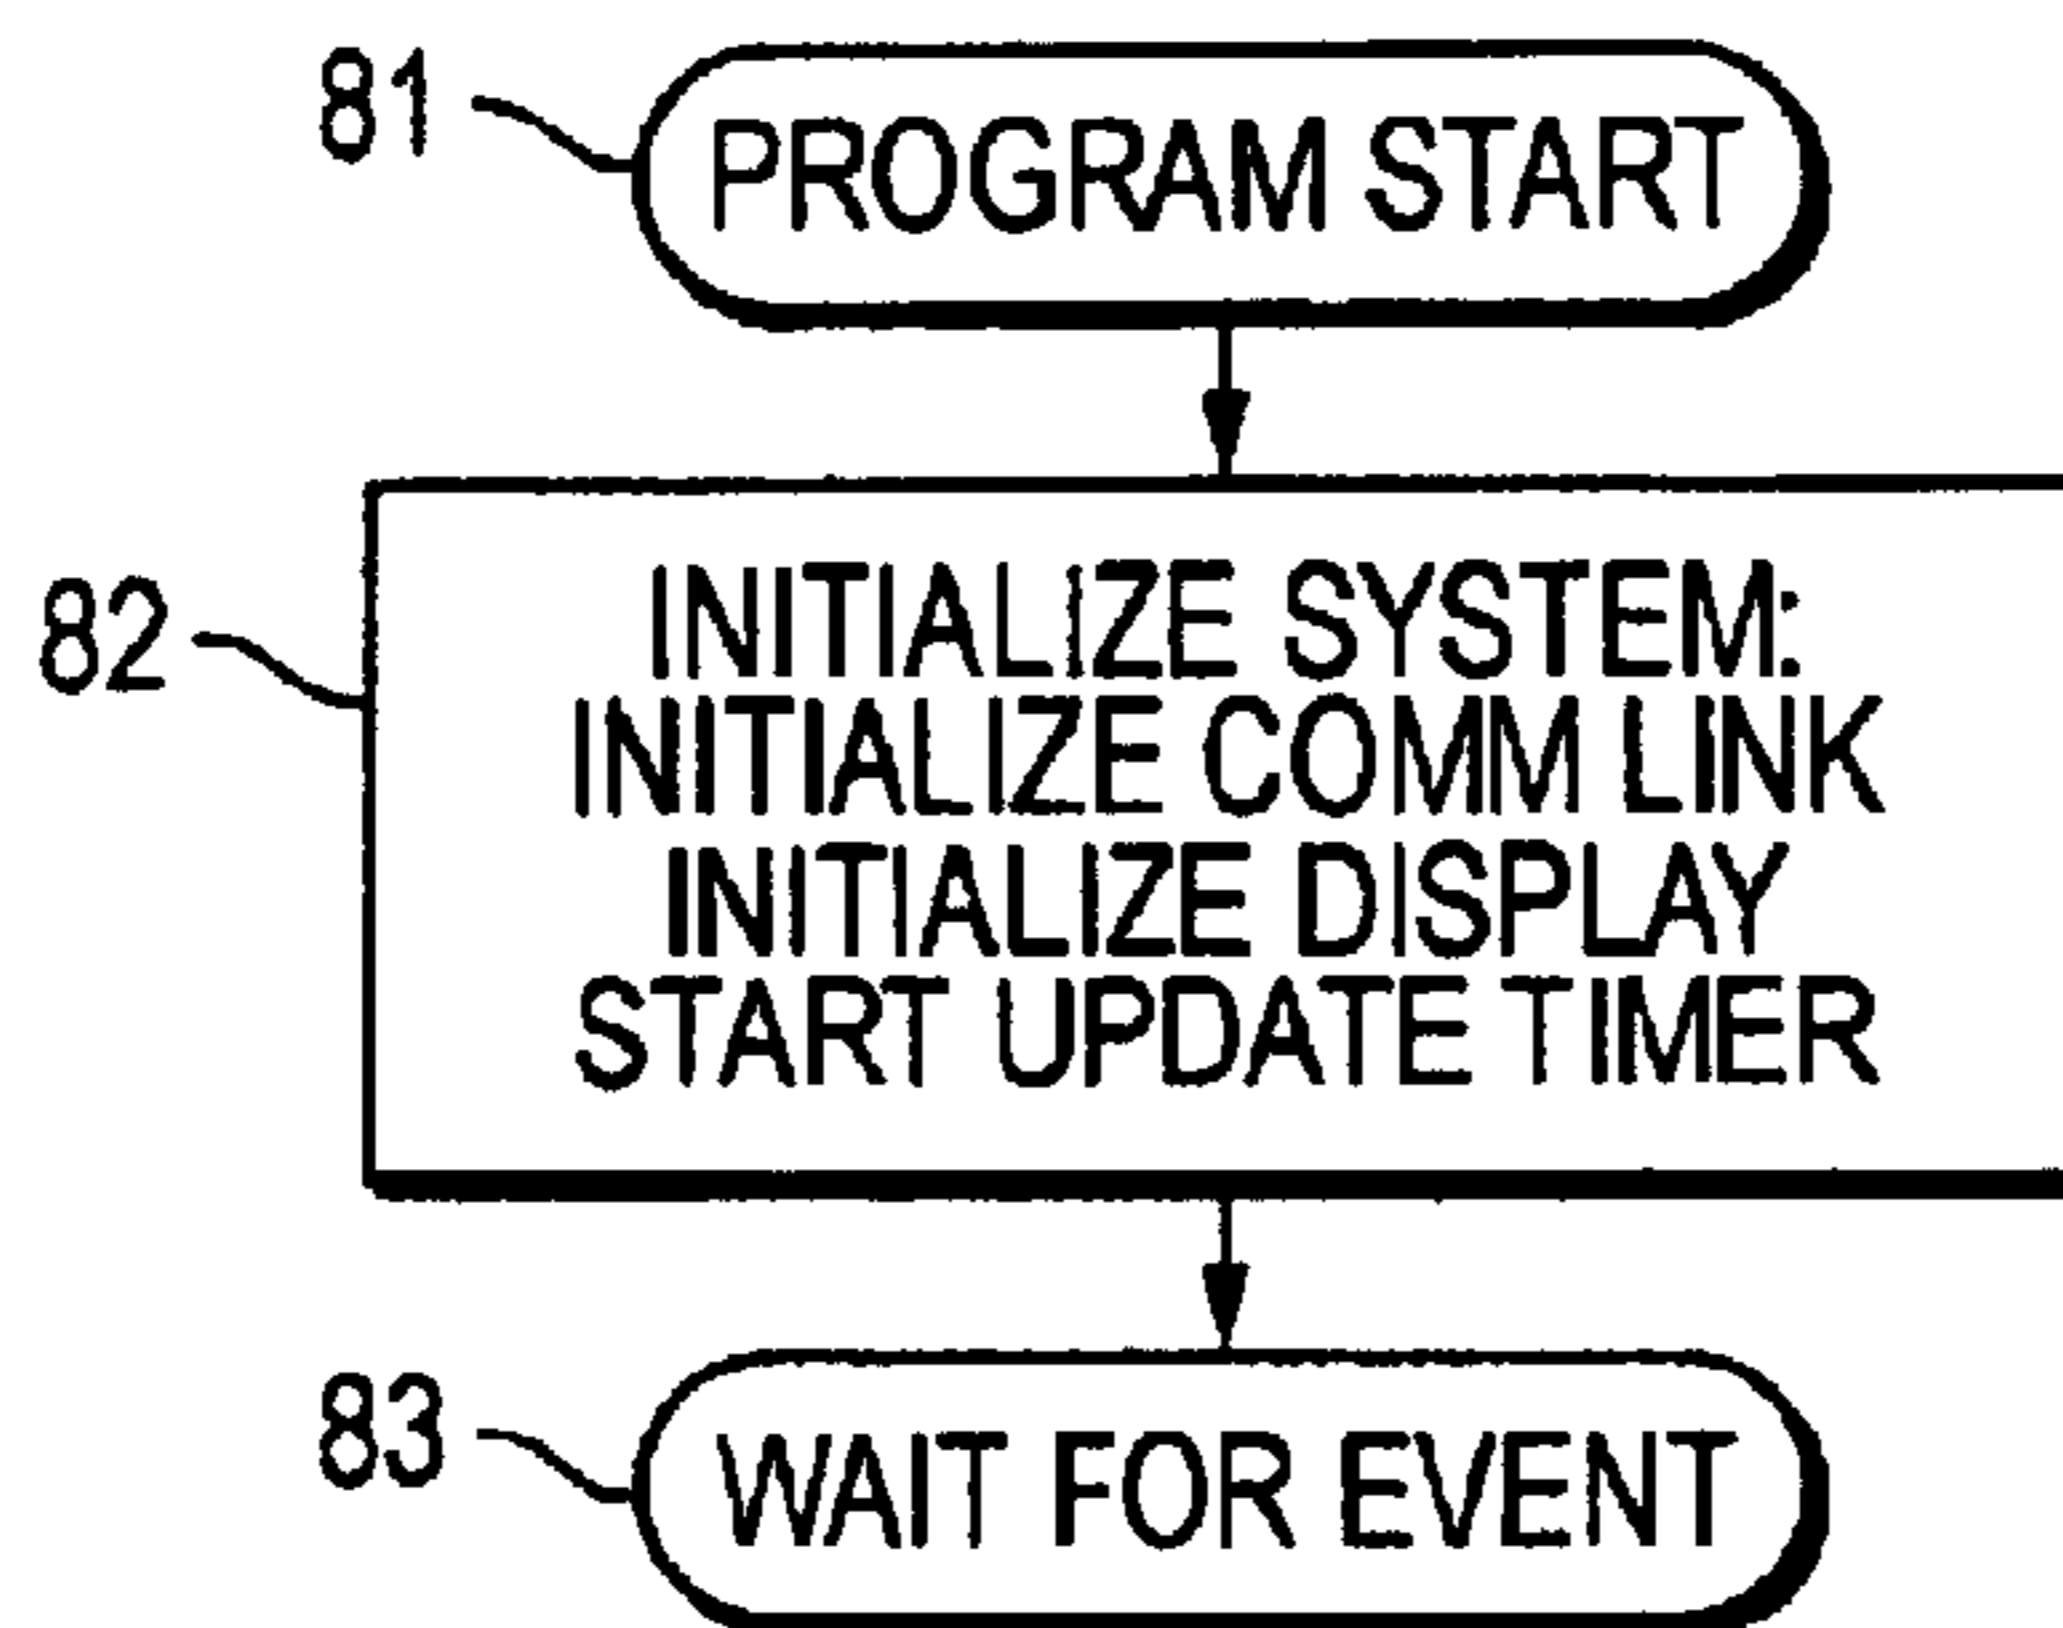 81
PROGRAM START
82
INITIALIZE SYSTEM:
INITIALIZE COMM LINK
INITIALIZE DISPLAY
START UPDATE TIMER
83
WAIT FOR EVENT